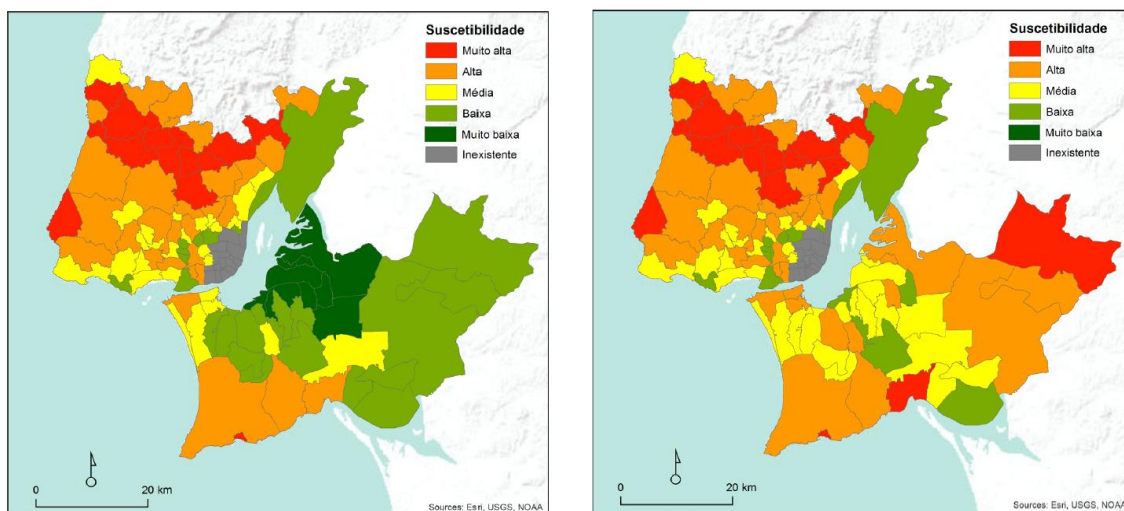 Suscetibilidade
Muito alta
Alta
Média
Baixa
Muito baixa
Inexistente
0 20 km
Sources: Esri, USGS, NOAA
Suscetibilidade
Muito alta
Alta
Média
Baixa
Muito baixa
Inexistente
0 20 km
Sources: Esri, USGS, NOAA